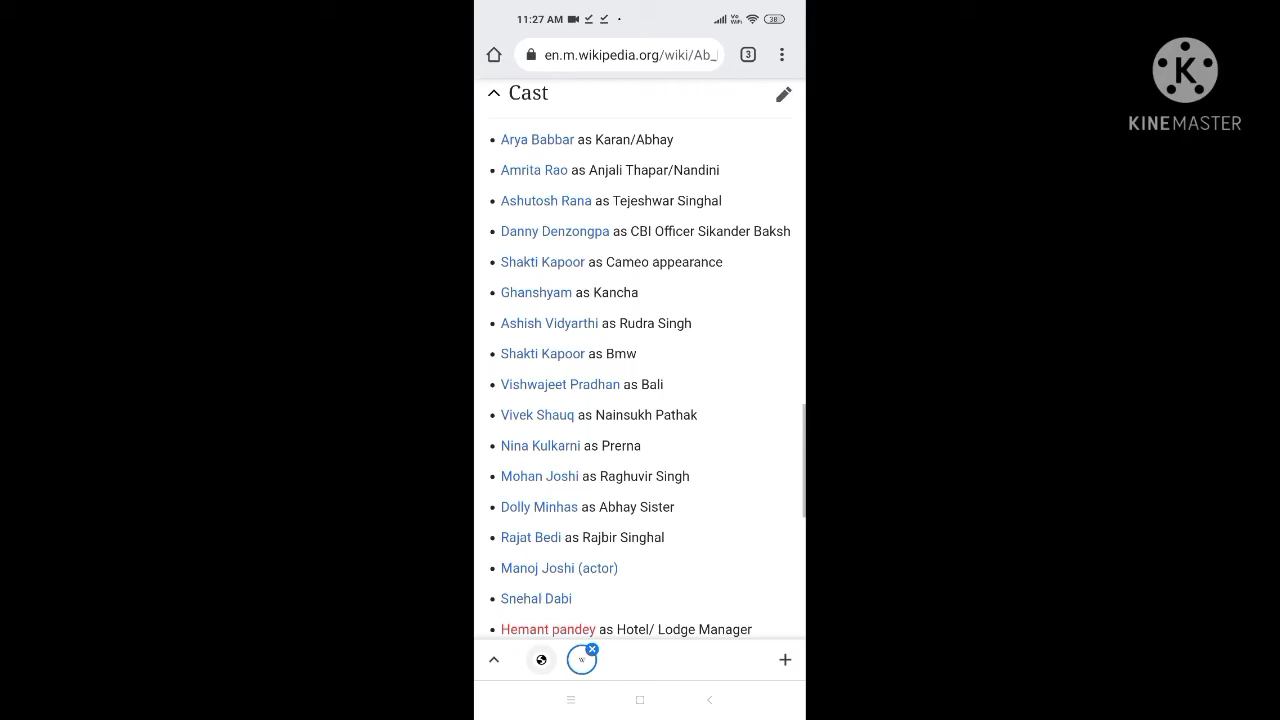 11:27 AM
Vo
WiFi
38
en.m.wikipedia.org/wiki/Ab_
3
Cast
K
KINEMASTER
• Arya Babbar as Karan/Abhay
• Amrita Rao as Anjali Thapar/Nandini
• Ashutosh Rana as Tejeshwar Singhal
• Danny Denzongpa as CBI Officer Sikander Baksh
• Shakti Kapoor as Cameo appearance
• Ghanshyam as Kancha
• Ashish Vidyarthi as Rudra Singh
• Shakti Kapoor as Bmw
• Vishwajeet Pradhan as Bali
• Vivek Shauq as Nainsukh Pathak
• Nina Kulkarni as Prerna
• Mohan Joshi as Raghuvir Singh
• Dolly Minhas as Abhay Sister
• Rajat Bedi as Rajbir Singhal
• Manoj Joshi (actor)
• Snehal Dabi
• Hemant pandey as Hotel/ Lodge Manager
W